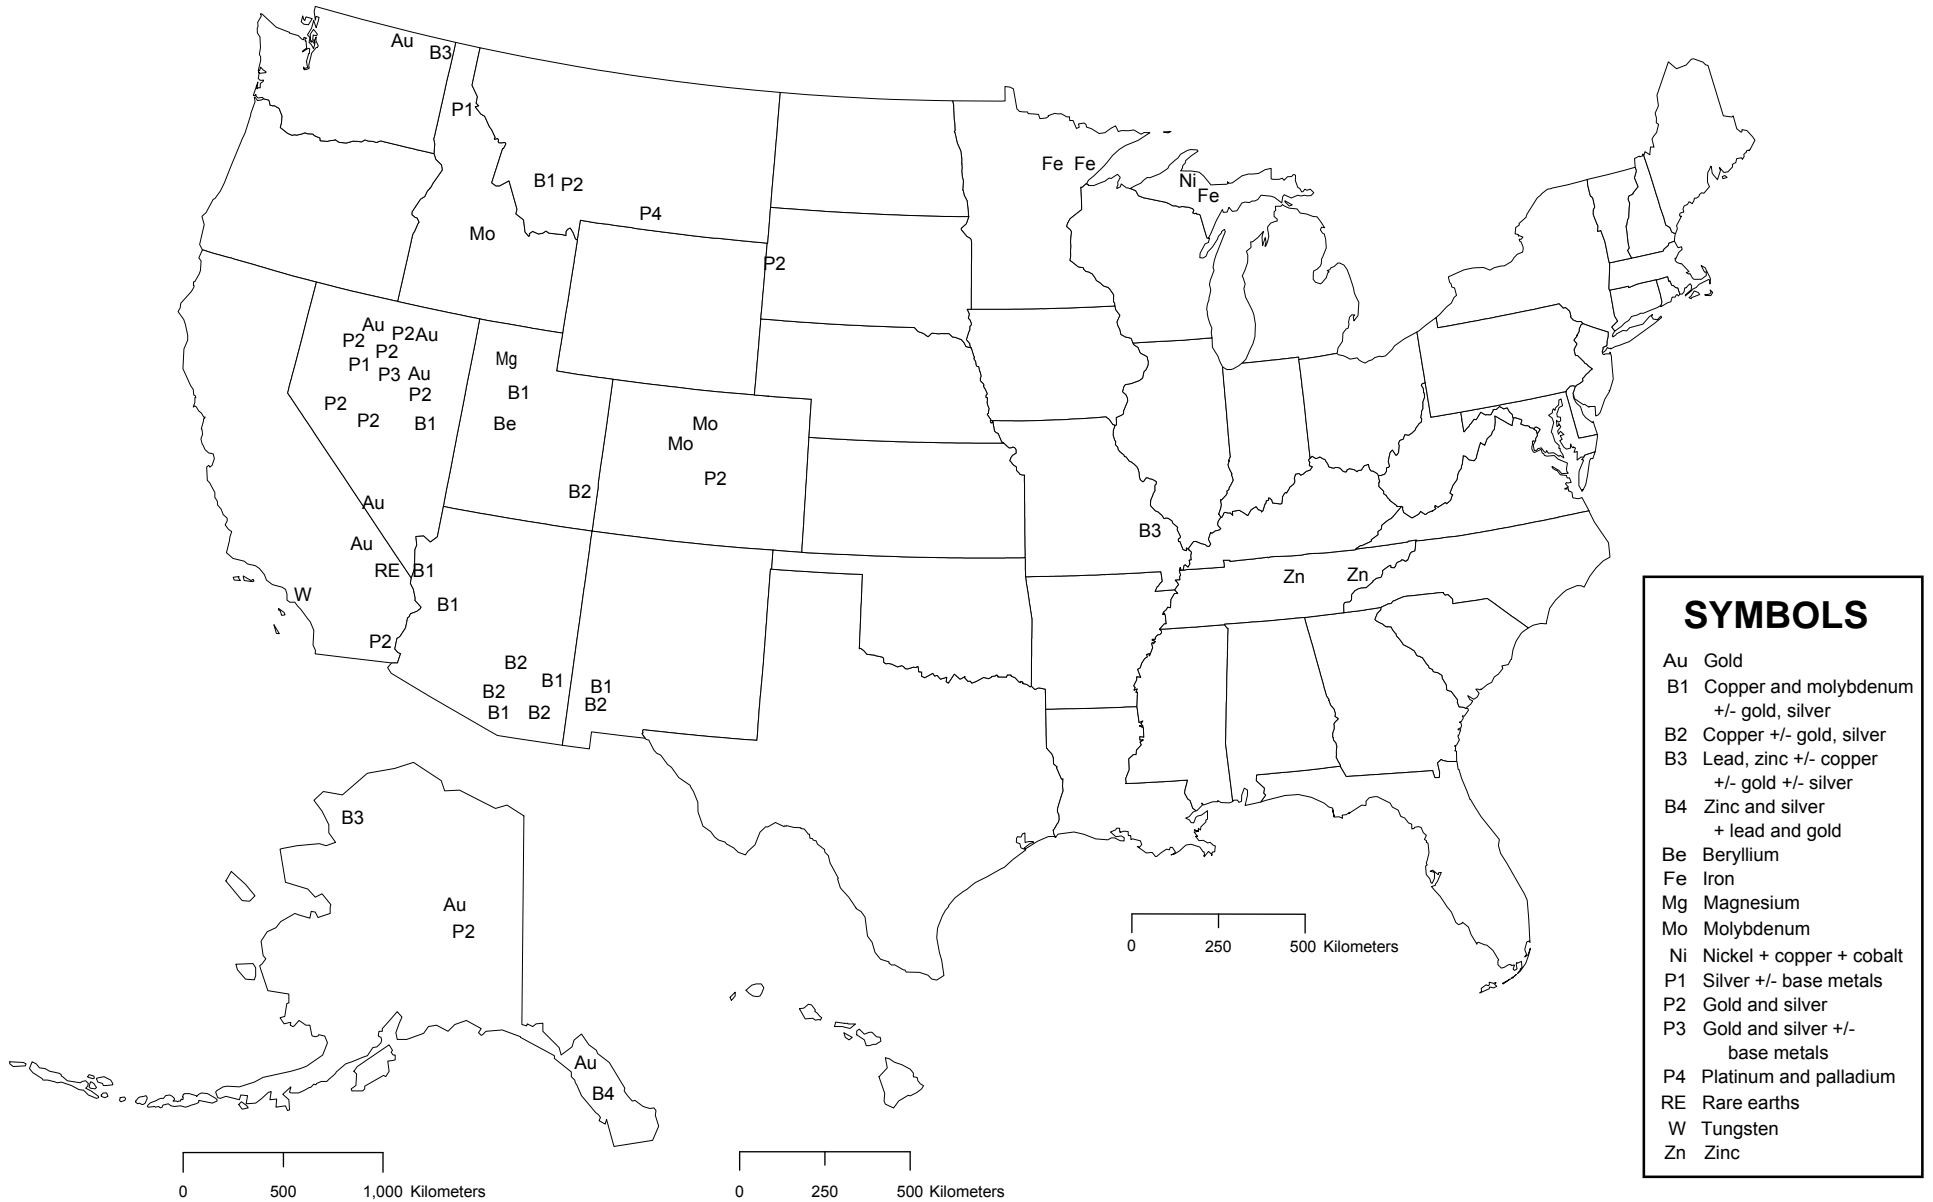 Au
B3
P1
B1 P2
P4
Mo
P2
Fe Fe
Ni
Fe
Au
P2
P2 Au
P2
P1
P3 Au
P2
P2
P2
B1
Mg
B1
Be
B2
Mo
Mo
P2
Au
Au
RE B1
B1
W
P2
B2
B1
B2
B1
B2
B1
B2
B3
Zn
Zn
B3
Au
P2
Au
B4
0 250 500 Kilometers
0 500 1,000 Kilometers
0 250 500 Kilometers
SYMBOLS
Au Gold
B1 Copper and molybdenum
+/- gold, silver
B2 Copper +/- gold, silver
B3 Lead, zinc +/- copper
+/- gold +/- silver
B4 Zinc and silver
+ lead and gold
Be Beryllium
Fe Iron
Mg Magnesium
Mo Molybdenum
Ni Nickel + copper + cobalt
P1 Silver +/- base metals
P2 Gold and silver
P3 Gold and silver +/-
base metals
P4 Platinum and palladium
RE Rare earths
W Tungsten
Zn Zinc